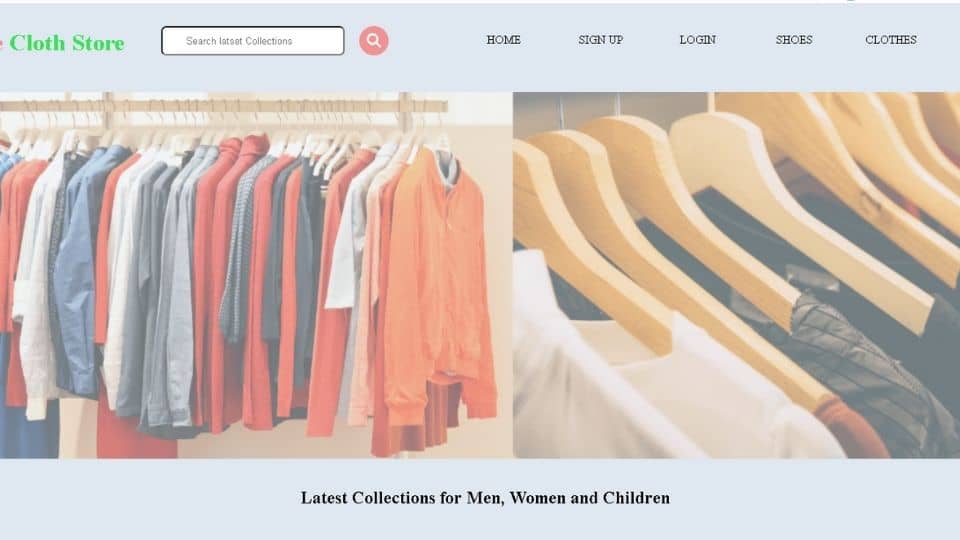 e Cloth Store
Search latset Collections
HOME
SIGN UP
LOGIN
SHOES
CLOTHES
Latest Collections for Men, Women and Children